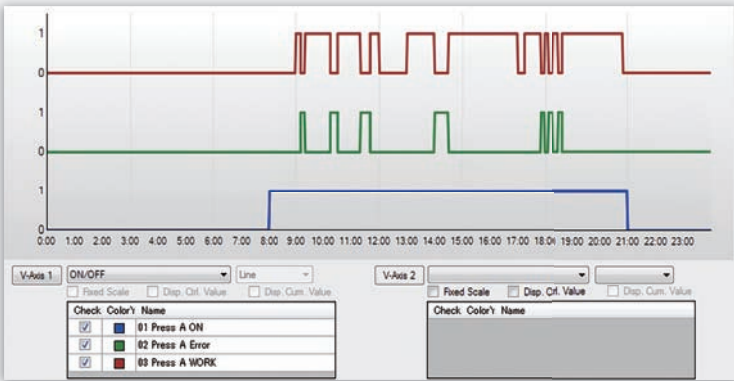 1
0
1
0
1
0
0:00 1:00 2:00 3:00 4:00 5:00 6:00 7:00 8:00 9:00 10:00 11:00 12:00 13:00 14:00 15:00 16:00 17:00 18:00 19:00 20:00 21:00 22:00 23:00
V-Axis 1 ON/OFF Line V-Axis 2
Fixed Scale Disp. Ctrl. Value Disp. Cum. Value Fixed Scale Disp. Ctrl. Value Disp. Cum. Value
Check Color'r Name Check Color'r Name
01 Press A ON
02 Press A Error
03 Press A WORK